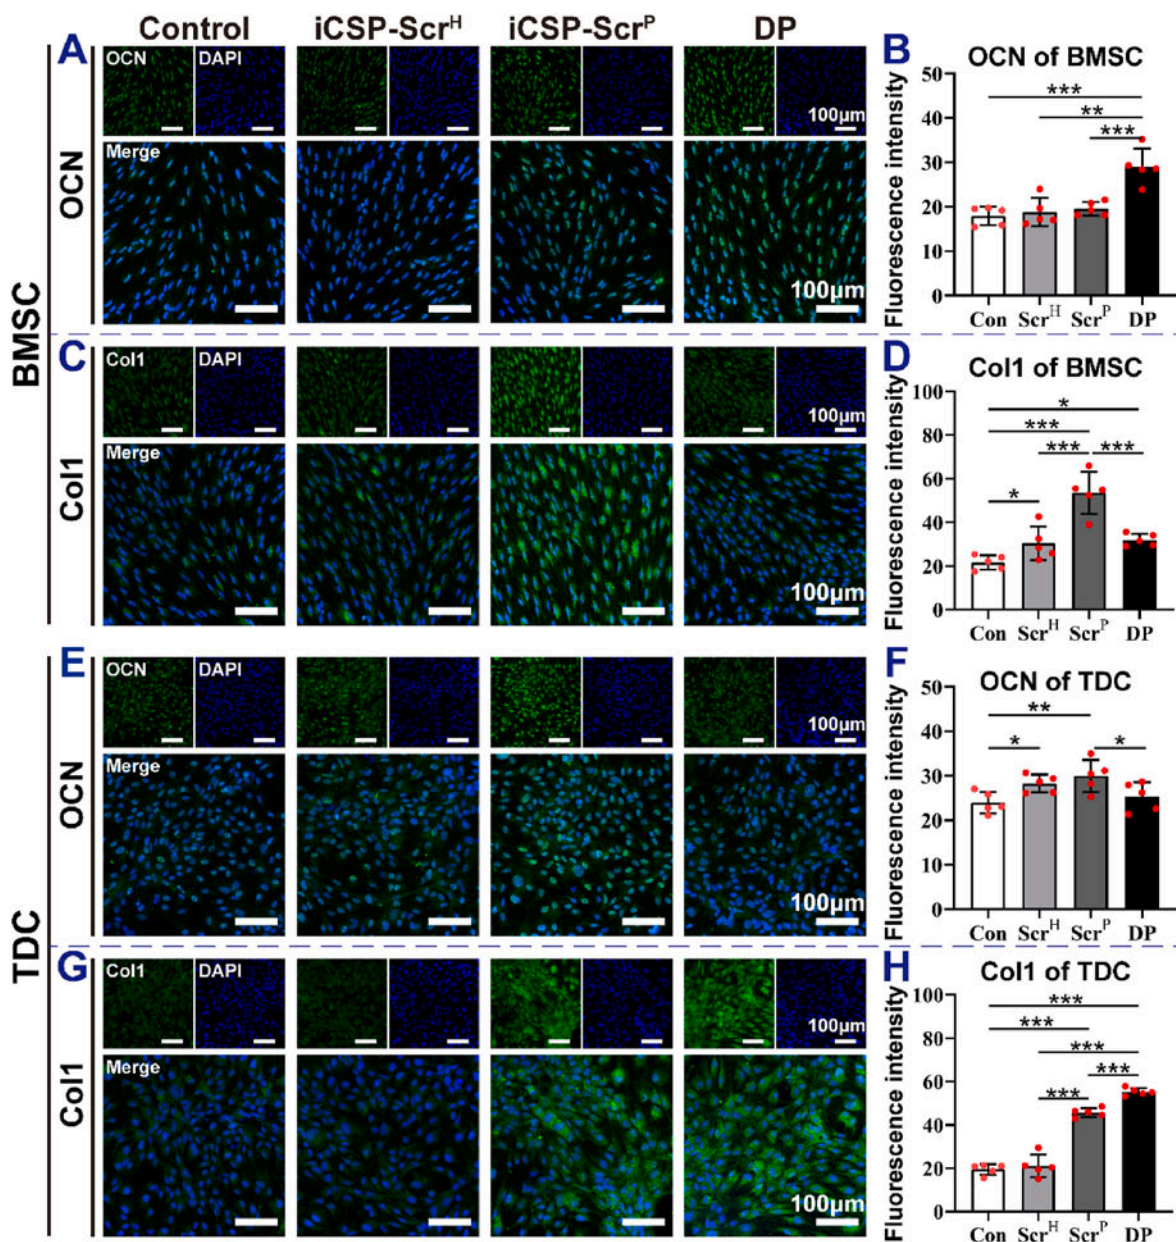 Control iCSP-Scrᴴ iCSP-Scrᴾ DP
BMSC
A
OCN
OCN DAPI
100μm
Merge
100μm
B
OCN of BMSC
Fluorescence intensity
50
40
30
20
10
0
***
**
***
Con Scrᴴ Scrᴾ DP
C
Col1
Col1 DAPI
100μm
Merge
100μm
D
Col1 of BMSC
Fluorescence intensity
100
80
60
40
20
0
*
***
*** ***
*
Con Scrᴴ Scrᴾ DP
TDC
E
OCN
OCN DAPI
100μm
Merge
100μm
F
OCN of TDC
Fluorescence intensity
50
40
30
20
10
0
**
* *
Con Scrᴴ Scrᴾ DP
G
Col1
Col1 DAPI
100μm
Merge
100μm
H
Col1 of TDC
Fluorescence intensity
100
80
60
40
20
0
***
***
***
***
***
Con Scrᴴ Scrᴾ DP